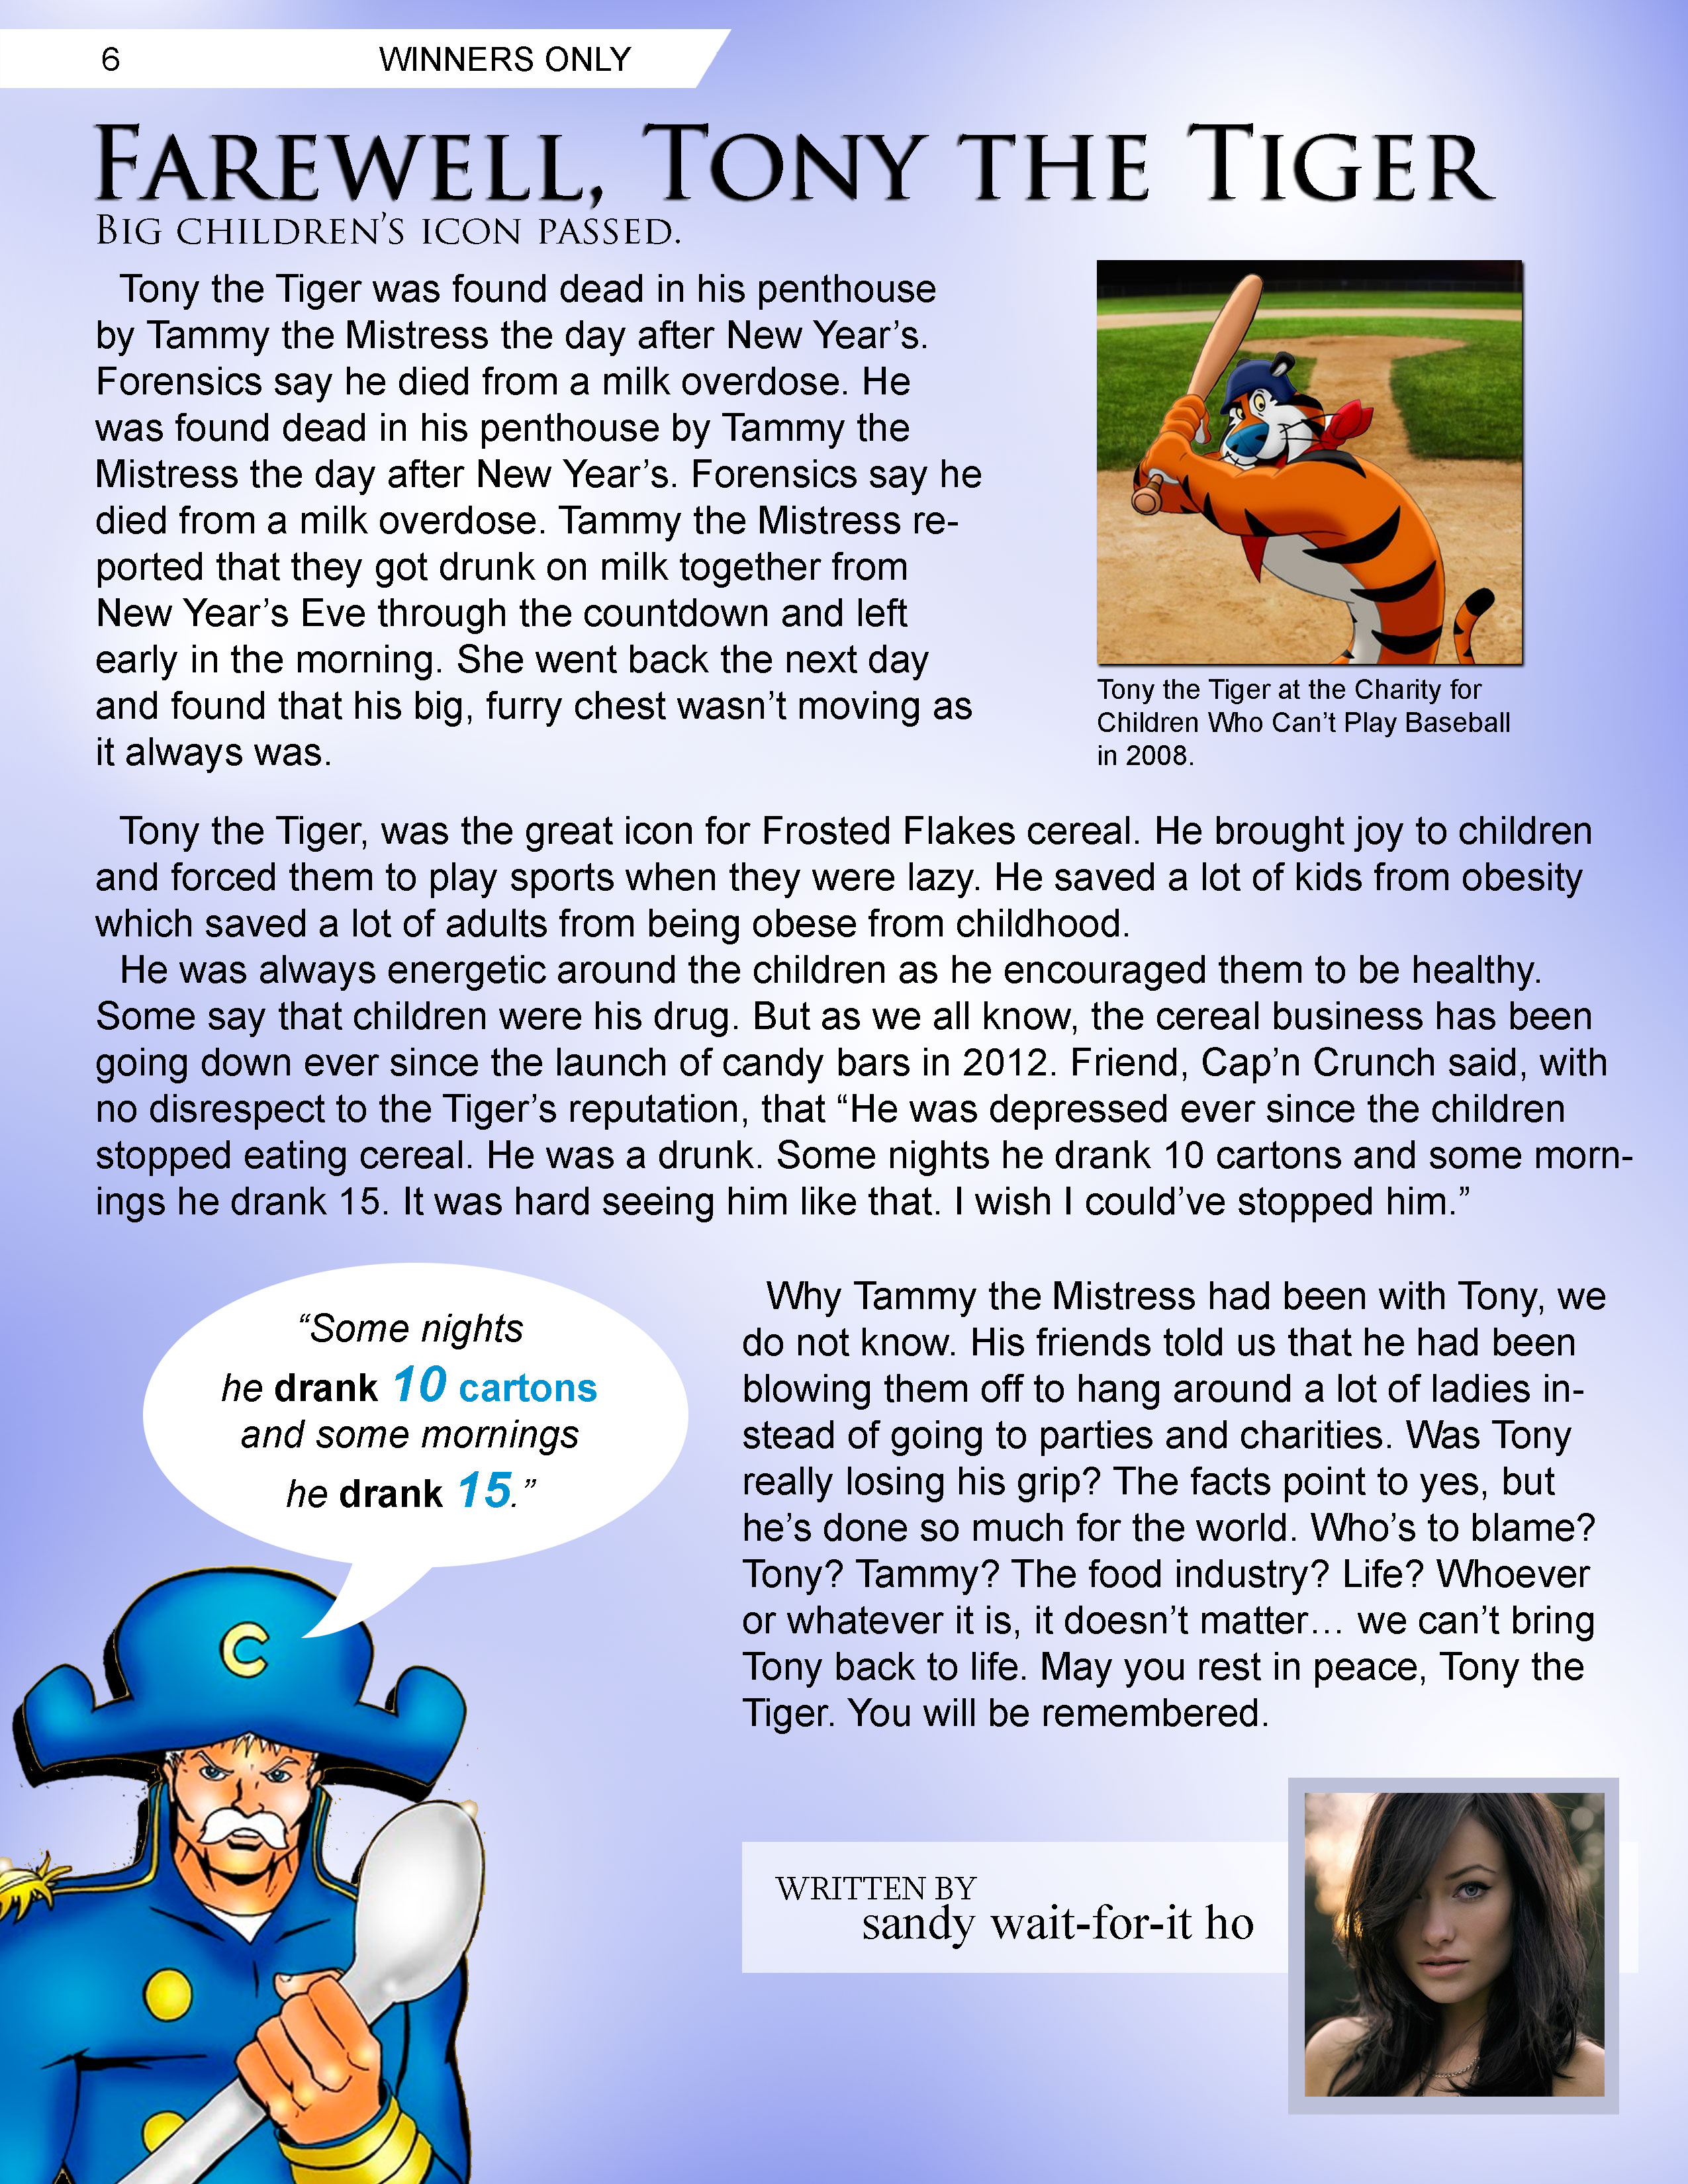 6 WINNERS ONLY
FAREWELL, TONY THE TIGER
BIG CHILDREN’S ICON PASSED.
Tony the Tiger was found dead in his penthouse
by Tammy the Mistress the day after New Year’s.
Forensics say he died from a milk overdose. He
was found dead in his penthouse by Tammy the
Mistress the day after New Year’s. Forensics say he
died from a milk overdose. Tammy the Mistress re-
ported that they got drunk on milk together from
New Year’s Eve through the countdown and left
early in the morning. She went back the next day
and found that his big, furry chest wasn’t moving as
it always was.
Tony the Tiger at the Charity for
Children Who Can’t Play Baseball
in 2008.
Tony the Tiger, was the great icon for Frosted Flakes cereal. He brought joy to children
and forced them to play sports when they were lazy. He saved a lot of kids from obesity
which saved a lot of adults from being obese from childhood.
He was always energetic around the children as he encouraged them to be healthy.
Some say that children were his drug. But as we all know, the cereal business has been
going down ever since the launch of candy bars in 2012. Friend, Cap’n Crunch said, with
no disrespect to the Tiger’s reputation, that “He was depressed ever since the children
stopped eating cereal. He was a drunk. Some nights he drank 10 cartons and some morn-
ings he drank 15. It was hard seeing him like that. I wish I could’ve stopped him.”
“Some nights
he drank 10 cartons
and some mornings
he drank 15.”
C
Why Tammy the Mistress had been with Tony, we
do not know. His friends told us that he had been
blowing them off to hang around a lot of ladies in-
stead of going to parties and charities. Was Tony
really losing his grip? The facts point to yes, but
he’s done so much for the world. Who’s to blame?
Tony? Tammy? The food industry? Life? Whoever
or whatever it is, it doesn’t matter… we can’t bring
Tony back to life. May you rest in peace, Tony the
Tiger. You will be remembered.
WRITTEN BY
sandy wait-for-it ho